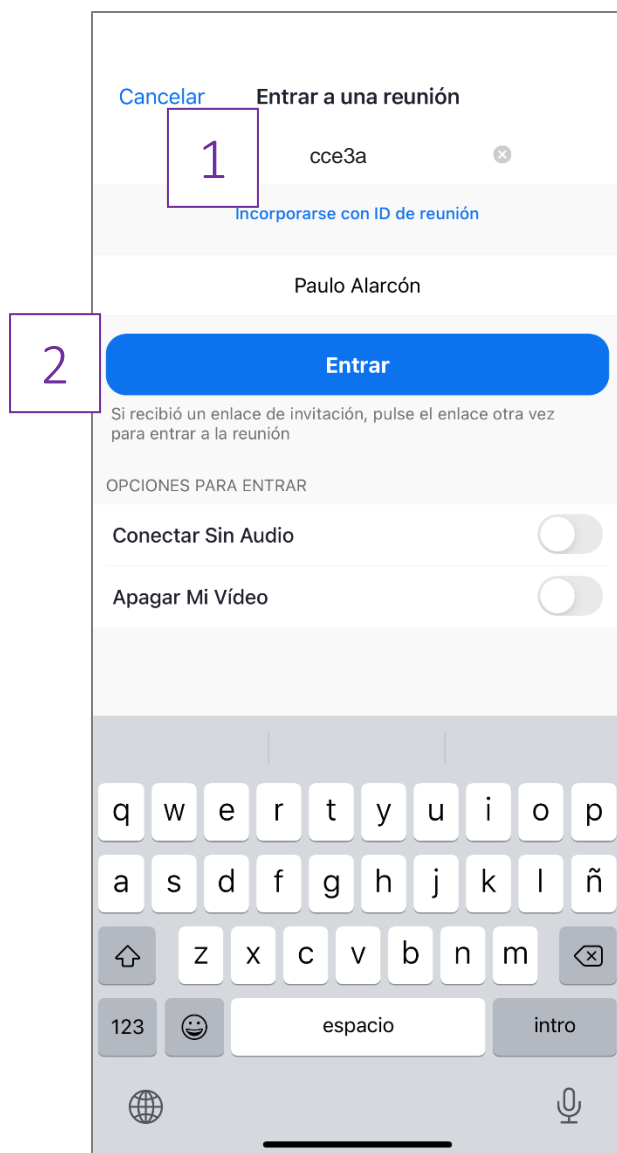 Cancelar Entrar a una reunión
1
cce3a
Incorporarse con ID de reunión
Paulo Alarcón
2
Entrar
Si recibió un enlace de invitación, pulse el enlace otra vez
para entrar a la reunión
OPCIONES PARA ENTRAR
Conectar Sin Audio
Apagar Mi Vídeo
q w e r t y u i o p
a s d f g h j k l ñ
z x c v b n m
123 espacio intro